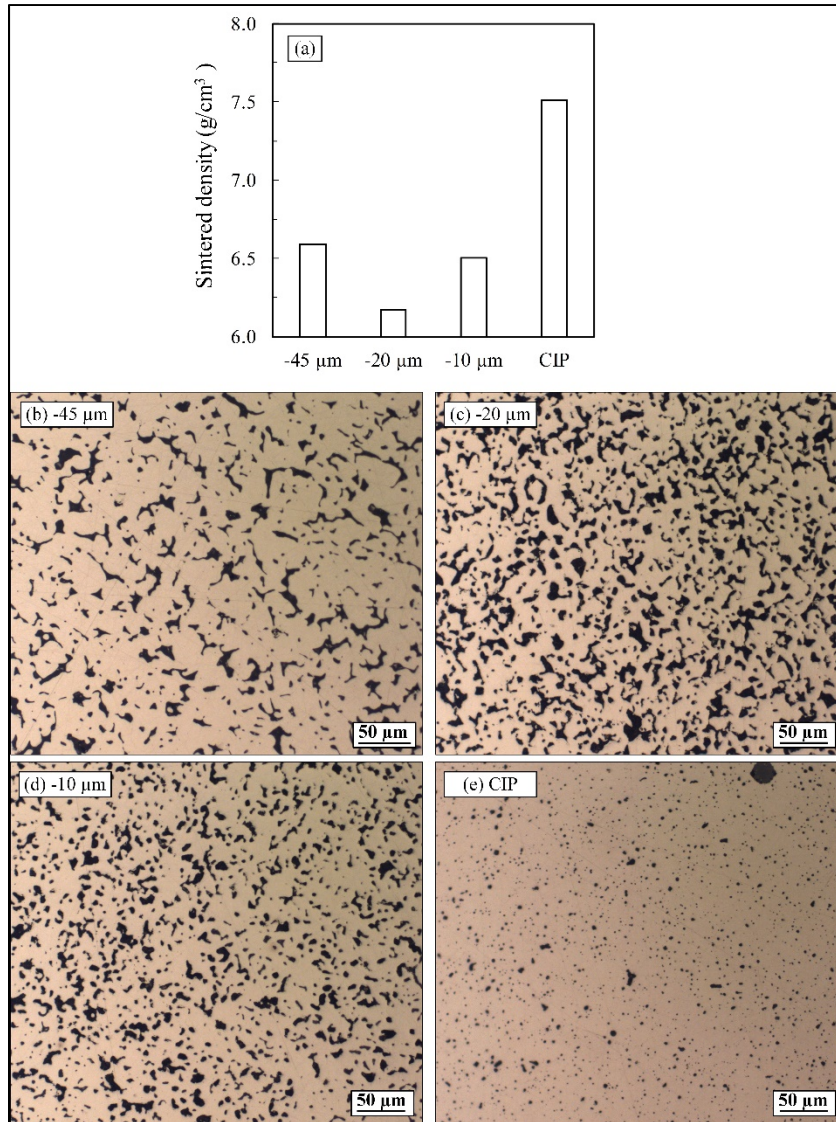 (a)
8.0
7.5
7.0
6.5
6.0
Sintered density (g/cm³)
-45 µm -20 µm -10 µm CIP
(b) -45 µm
50 µm
(c) -20 µm
50 µm
(d) -10 µm
50 µm
(e) CIP
50 µm